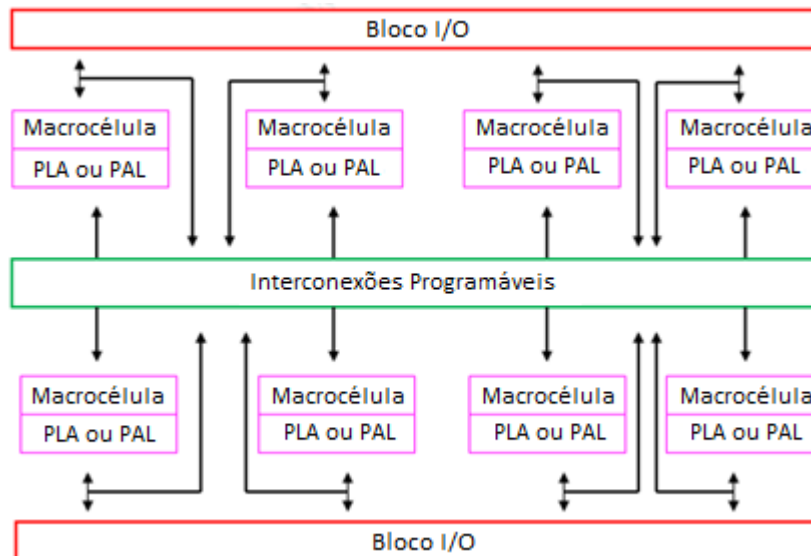 Bloco I/O
Macrocélula Macrocélula Macrocélula Macrocélula
PLA ou PAL PLA ou PAL PLA ou PAL PLA ou PAL
Interconexões Programáveis
Macrocélula Macrocélula Macrocélula Macrocélula
PLA ou PAL PLA ou PAL PLA ou PAL PLA ou PAL
Bloco I/O